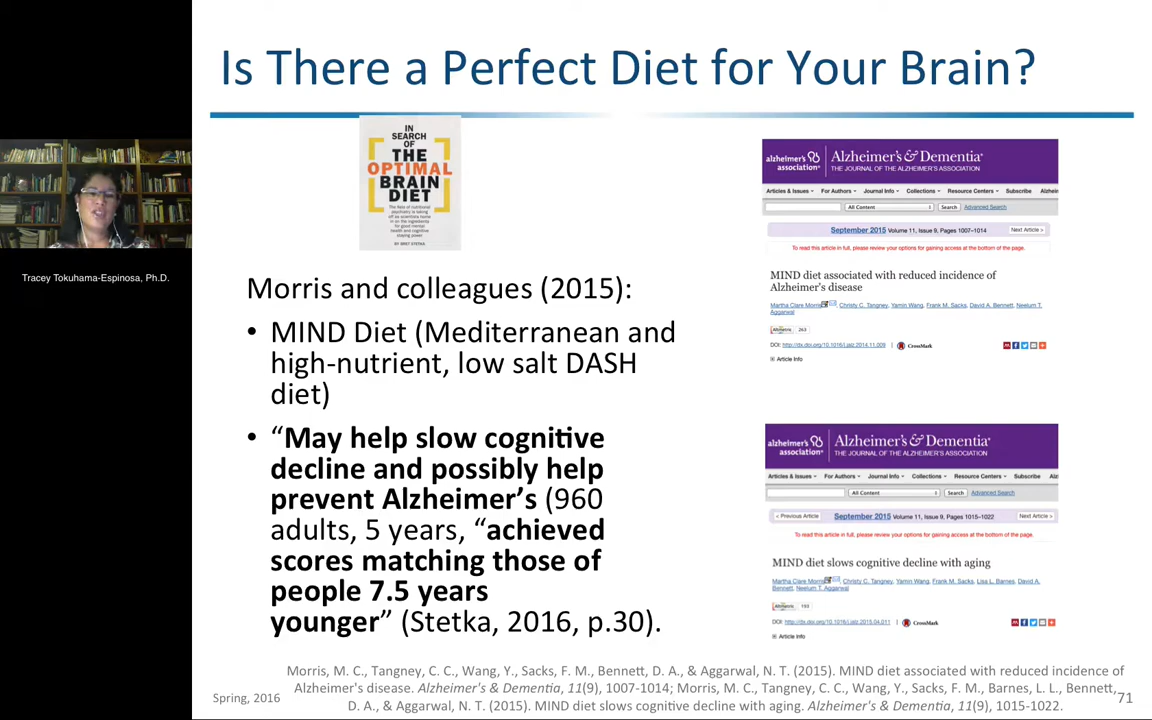 Is There a Perfect Diet for Your Brain?
IN
SEARCH
OF
THE
OPTIMAL
BRAIN
DIET
BY BRET STETKA
Tracey Tokuhama-Espinosa, Ph.D.
Morris and colleagues (2015):
• MIND Diet (Mediterranean and
high-nutrient, low salt DASH
diet)
• “May help slow cognitive
decline and possibly help
prevent Alzheimer’s (960
adults, 5 years, “achieved
scores matching those of
people 7.5 years
younger” (Stetka, 2016, p.30).
alzheimer's association
Alzheimer's & Dementia
THE JOURNAL OF THE ALZHEIMER'S ASSOCIATION
Articles & Issues For Authors Journal Info Collections Resource Centers Subscribe Alzhei
All Content Search Advanced Search
September 2015 Volume 11, Issue 9, Pages 1007–1014 Next Article >
To read this article in full, please review your options for gaining access at the bottom of the page.
MIND diet associated with reduced incidence of
Alzheimer's disease
Martha Clare Morris, Christy C. Tangney, Yamin Wang, Frank M. Sacks, David A. Bennett, Neelum T.
Aggarwal
Altmetric 263
DOI: http://dx.doi.org/10.1016/j.jalz.2014.11.009 | CrossMark
Article Info
alzheimer's association
Alzheimer's & Dementia
THE JOURNAL OF THE ALZHEIMER'S ASSOCIATION
Articles & Issues For Authors Journal Info Collections Resource Centers Subscribe
All Content Search Advanced Search
< Previous Article September 2015 Volume 11, Issue 9, Pages 1015–1022 Next Article >
To read this article in full, please review your options for gaining access at the bottom of the page.
MIND diet slows cognitive decline with aging
Martha Clare Morris, Christy C. Tangney, Yamin Wang, Frank M. Sacks, Lisa L. Barnes, David A.
Bennett, Neelum T. Aggarwal
Altmetric 193
DOI: http://dx.doi.org/10.1016/j.jalz.2015.04.011 | CrossMark
Article Info
Morris, M. C., Tangney, C. C., Wang, Y., Sacks, F. M., Bennett, D. A., & Aggarwal, N. T. (2015). MIND diet associated with reduced incidence of
Alzheimer's disease. Alzheimer's & Dementia, 11(9), 1007-1014; Morris, M. C., Tangney, C. C., Wang, Y., Sacks, F. M., Barnes, L. L., Bennett,
D. A., & Aggarwal, N. T. (2015). MIND diet slows cognitive decline with aging. Alzheimer's & Dementia, 11(9), 1015-1022.
Spring, 2016
71